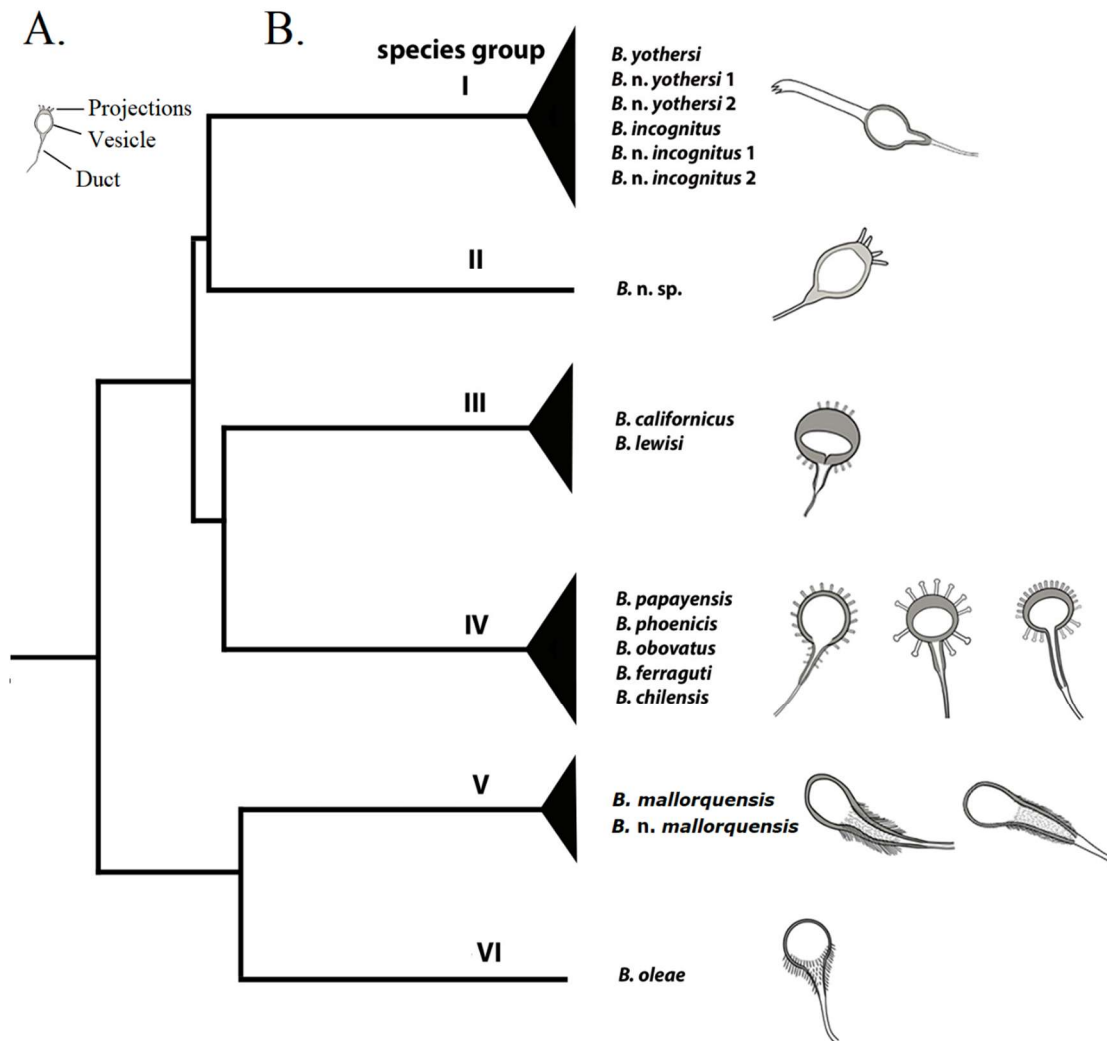 A.
Projections
Vesicle
Duct
B.
species group
I
B. yothersi
B. n. yothersi 1
B. n. yothersi 2
B. incognitus
B. n. incognitus 1
B. n. incognitus 2
II
B. n. sp.
III
B. californicus
B. lewisi
IV
B. papayensis
B. phoenicis
B. obovatus
B. ferraguti
B. chilensis
V
B. mallorquensis
B. n. mallorquensis
VI
B. oleae